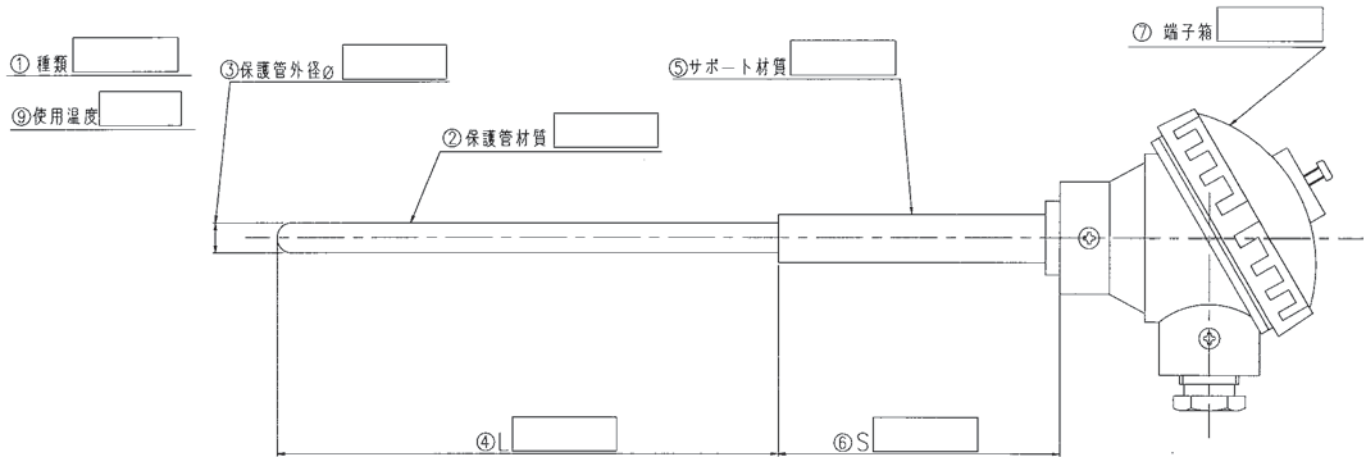 ① 種類
⑨使用温度
③保護管外径ø
②保護管材質
⑤サポート材質
⑦ 端子箱
④L
⑥S